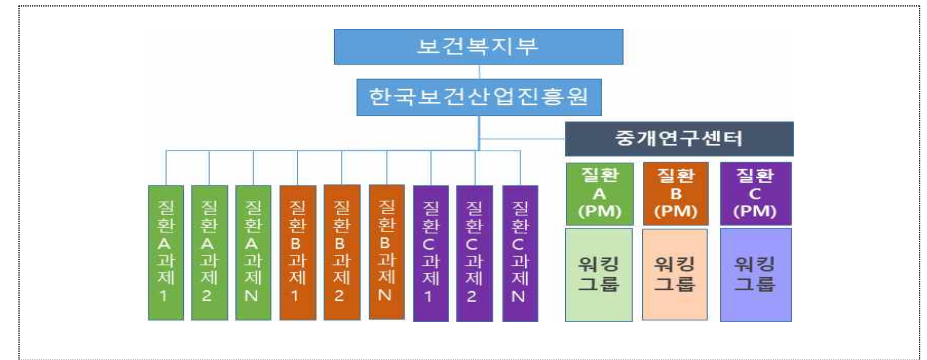 보건복지부
한국보건산업진흥원
중개연구센터
질환
A
(PM)
질환
B
(PM)
질환
C
(PM)
질환A과제1
질환A과제2
질환A과제N
질환B과제1
질환B과제2
질환B과제N
질환C과제1
질환C과제2
질환C과제N
워킹
그룹
워킹
그룹
워킹
그룹